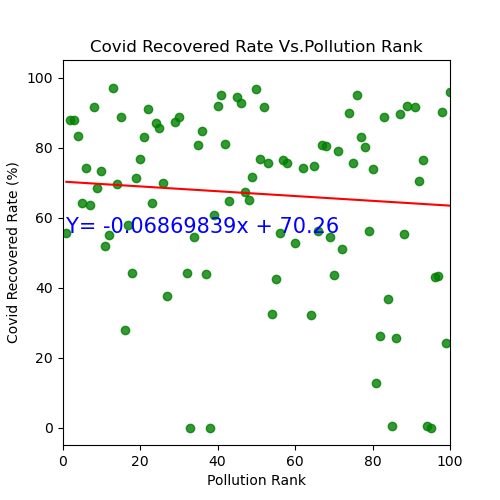 Covid Recovered Rate Vs.Pollution Rank
Covid Recovered Rate (%)
100
80
60
40
20
0
Y= -0.06869839x + 70.26
0 20 40 60 80 100
Pollution Rank